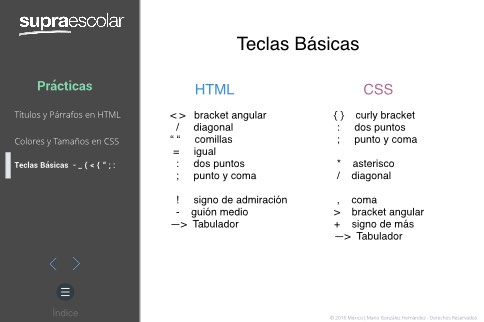 supraescolar
Prácticas
Títulos y Párrafos en HTML
Colores y Tamaños en CSS
Teclas Básicas - _ ( < { " ; :
Índice
Teclas Básicas
HTML
< > bracket angular
/ diagonal
“ “ comillas
= igual
: dos puntos
; punto y coma
! signo de admiración
- guión medio
—> Tabulador
CSS
{ } curly bracket
: dos puntos
; punto y coma
* asterisco
/ diagonal
, coma
> bracket angular
+ signo de más
—> Tabulador
© 2016 México | Mario González Hernández - Derechos Reservados